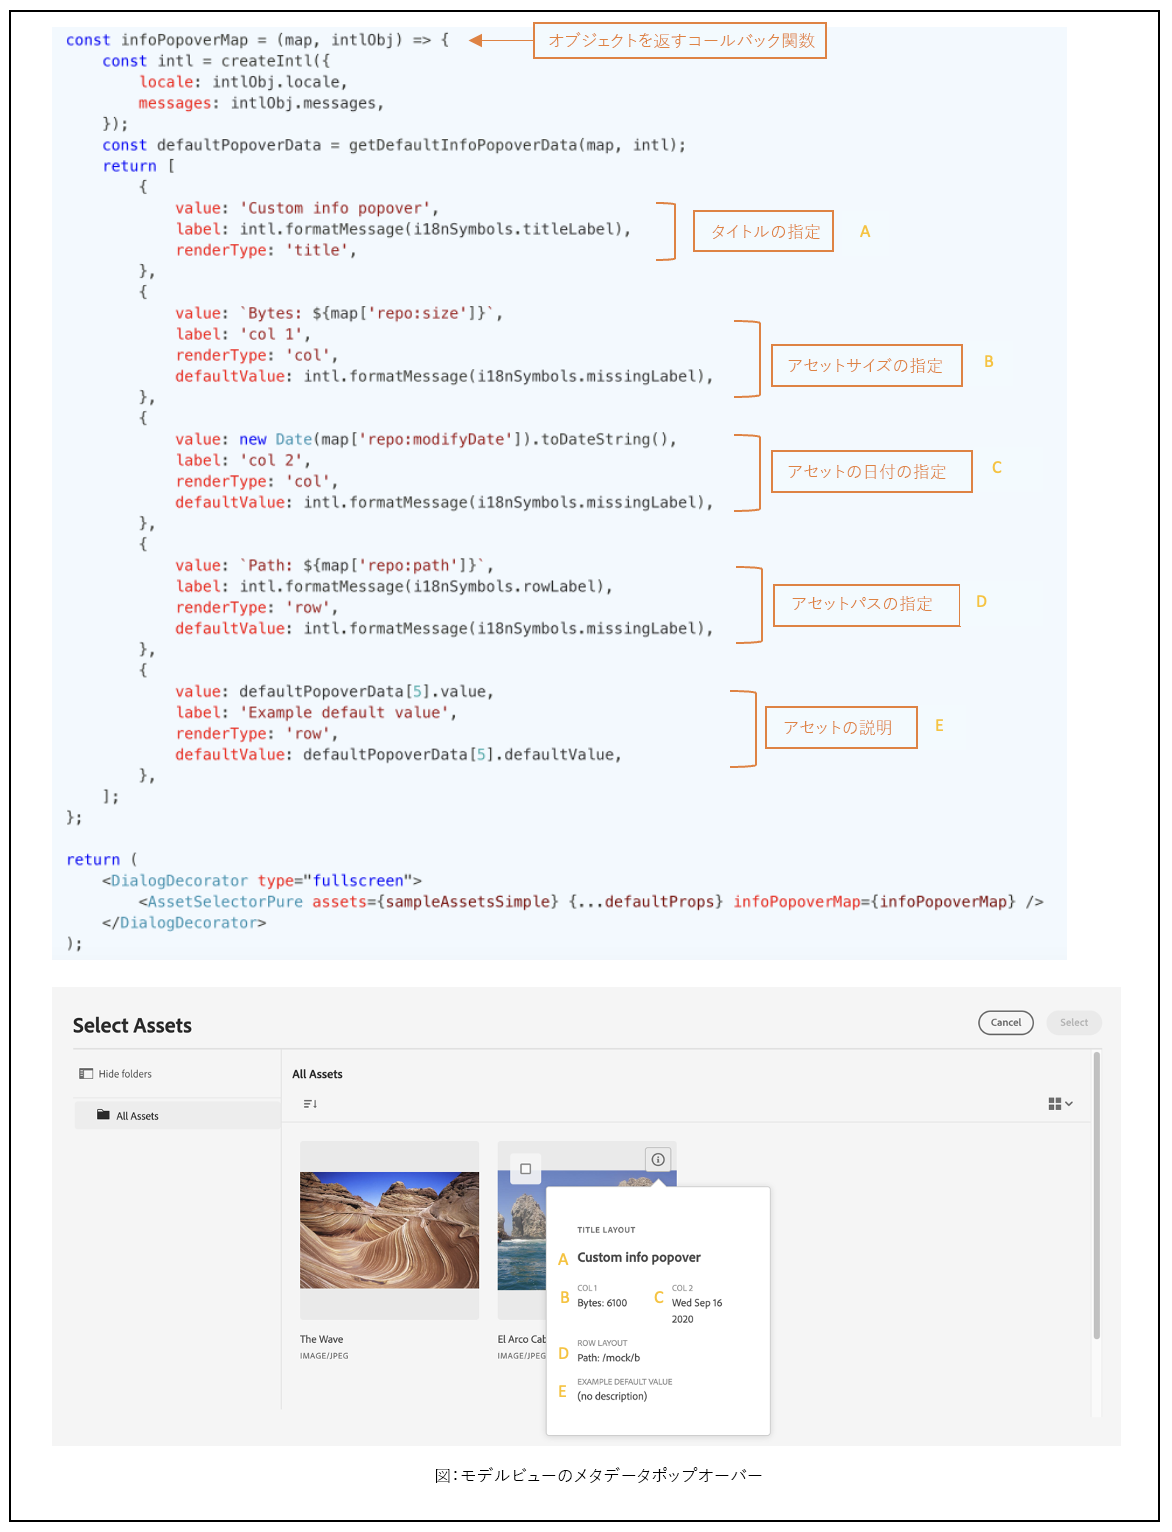 const infoPopoverMap = (map, intlObj) => { オブジェクトを返すコールバック関数
const intl = createIntl({
locale: intlObj.locale,
messages: intlObj.messages,
});
const defaultPopoverData = getDefaultInfoPopoverData(map, intl);
return [
{
value: 'Custom info popover',
label: intl.formatMessage(i18nSymbols.titleLabel), タイトルの指定 A
renderType: 'title',
},
{
value: `Bytes: ${map['repo:size']}`,
label: 'col 1',
renderType: 'col', アセットサイズの指定 B
defaultValue: intl.formatMessage(i18nSymbols.missingLabel),
},
{
value: new Date(map['repo:modifyDate']).toDateString(),
label: 'col 2', アセットの日付の指定 C
renderType: 'col',
defaultValue: intl.formatMessage(i18nSymbols.missingLabel),
},
{
value: `Path: ${map['repo:path']}`,
label: intl.formatMessage(i18nSymbols.rowLabel),
renderType: 'row', アセットパスの指定 D
defaultValue: intl.formatMessage(i18nSymbols.missingLabel),
},
{
value: defaultPopoverData[5].value,
label: 'Example default value',
renderType: 'row', アセットの説明 E
defaultValue: defaultPopoverData[5].defaultValue,
},
];
};
return (
<DialogDecorator type="fullscreen">
<AssetSelectorPure assets={sampleAssetsSimple} {...defaultProps} infoPopoverMap={infoPopoverMap} />
</DialogDecorator>
);
Select Assets
Cancel
Select
Hide folders
All Assets
All Assets
The Wave
IMAGE/JPEG
El Arco Cab
IMAGE/JPEG
TITLE LAYOUT
A Custom info popover
COL 1
B Bytes: 6100
COL 2
C Wed Sep 16
2020
ROW LAYOUT
D Path: /mock/b
EXAMPLE DEFAULT VALUE
E (no description)
図：モデルビューのメタデータポップオーバー